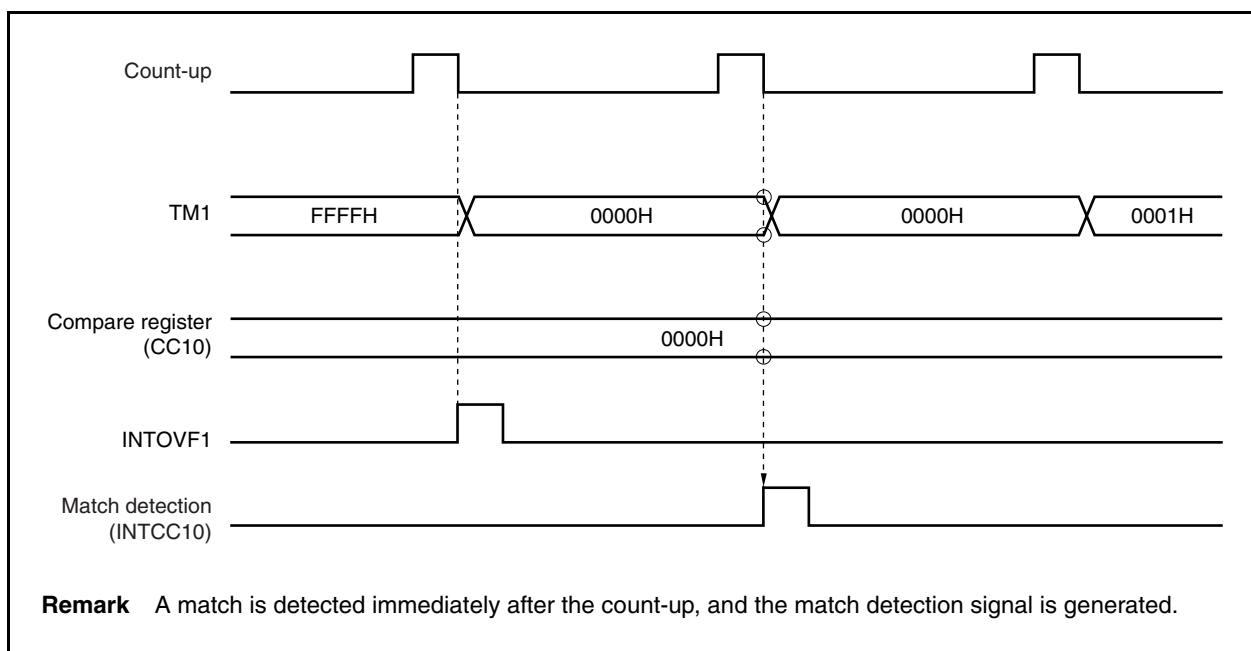 Count-up
TM1
FFFFH 0000H 0000H 0001H
Compare register
(CC10)
0000H
INTOVF1
Match detection
(INTCC10)
Remark A match is detected immediately after the count-up, and the match detection signal is generated.